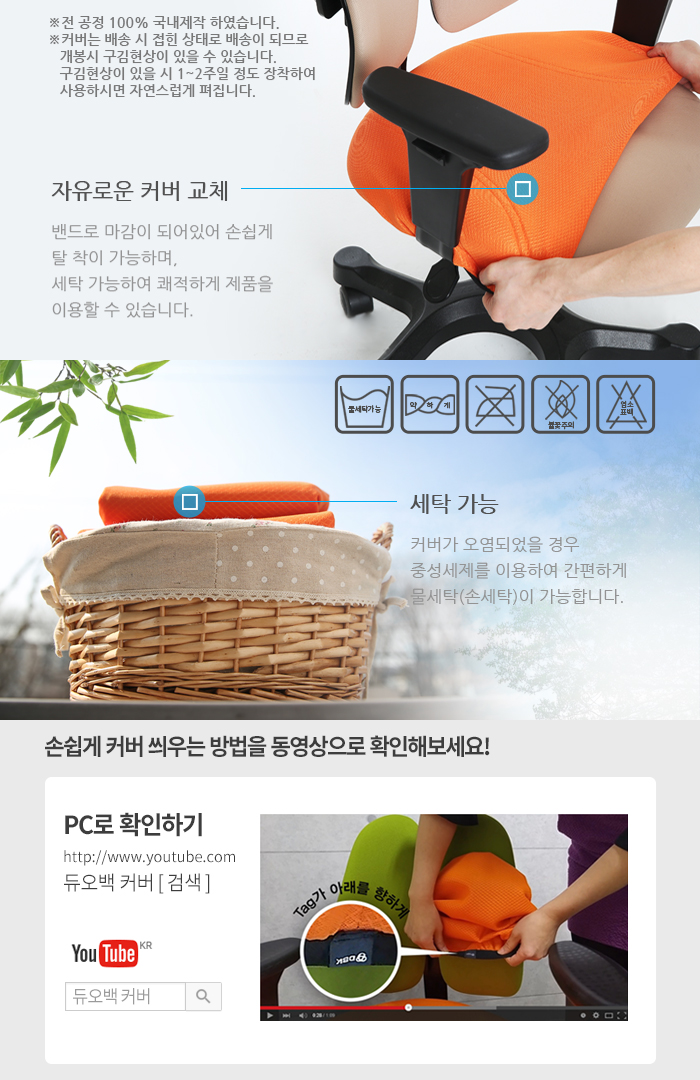 ※전 공정 100% 국내제작 하였습니다.
※커버는 배송 시 접힌 상태로 배송이 되므로
개봉시 구김현상이 있을 수 있습니다.
구김현상이 있을 시 1~2주일 정도 장착하여
사용하시면 자연스럽게 펴집니다.
자유로운 커버 교체
밴드로 마감이 되어있어 손쉽게
탈 착이 가능하며,
세탁 가능하여 쾌적하게 제품을
이용할 수 있습니다.
물세탁가능
약 하 게
불꽃주의
염소
표백
세탁 가능
커버가 오염되었을 경우
중성세제를 이용하여 간편하게
물세탁(손세탁)이 가능합니다.
손쉽게 커버 씌우는 방법을 동영상으로 확인해보세요!
PC로 확인하기
http://www.youtube.com
듀오백 커버 [ 검색 ]
YouTube KR
듀오백 커버
Tag가 아래를 향하게
DBK
0:28 / 1:09